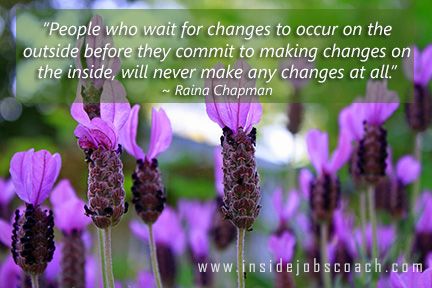 "People who wait for changes to occur on the
outside before they commit to making changes on
the inside, will never make any changes at all."
~ Raina Chapman
www.insidejobscoach.com